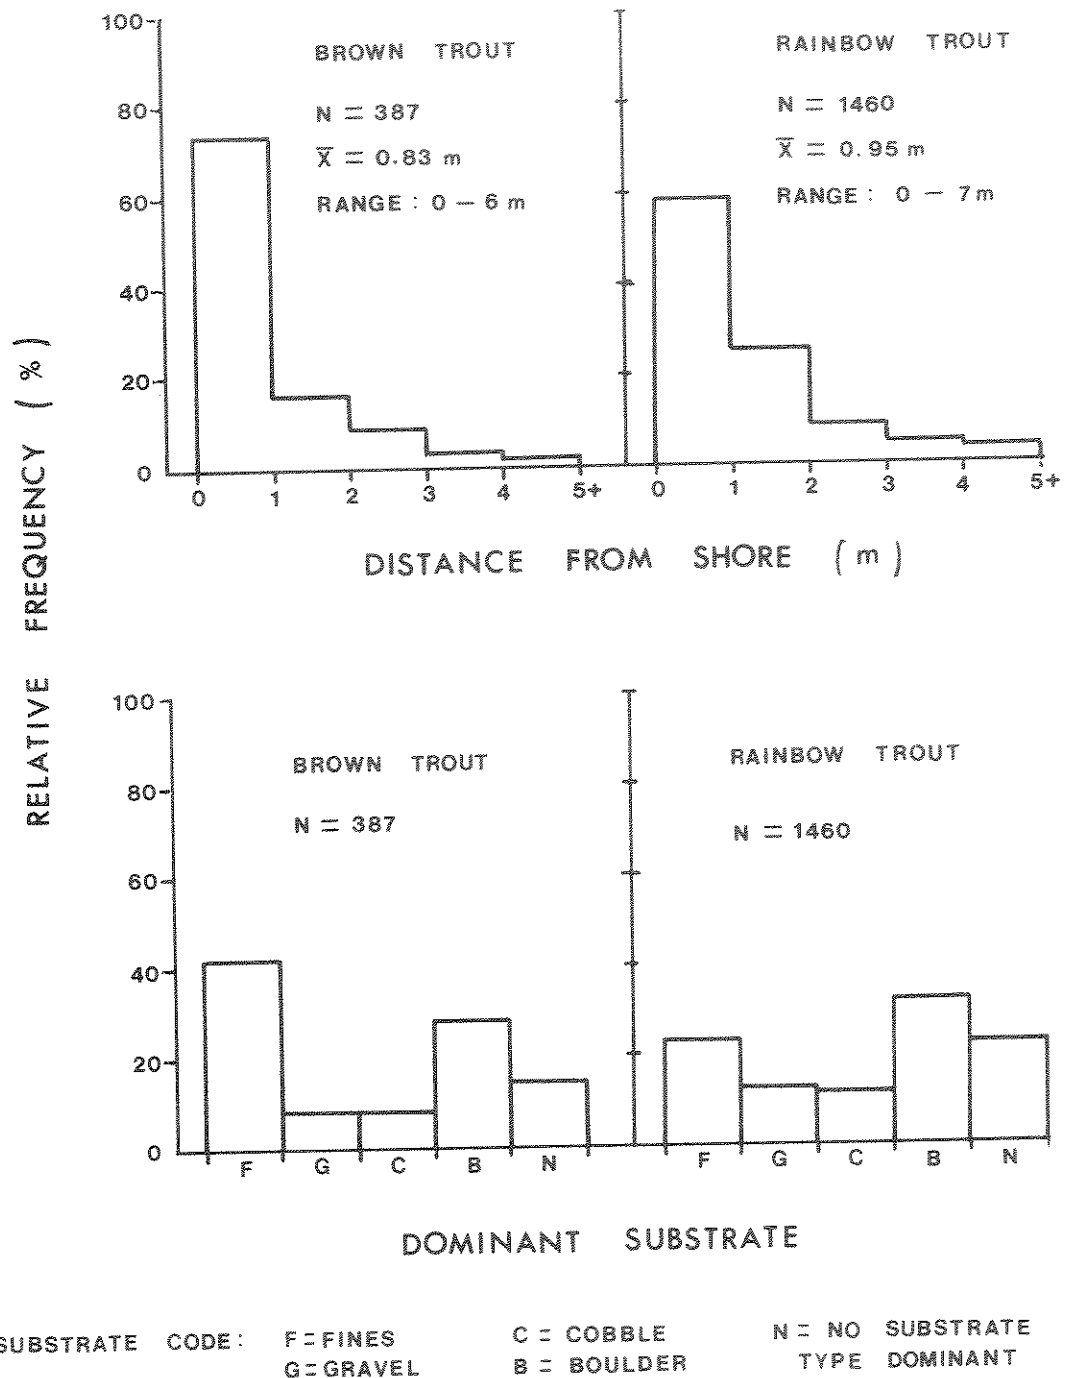 RELATIVE FREQUENCY (%)
100
80
60
40
20
0
BROWN TROUT
N = 387
X̅ = 0.83 m
RANGE: 0 – 6 m
RAINBOW TROUT
N = 1460
X̅ = 0.95 m
RANGE: 0 – 7 m
0 1 2 3 4 5+ 0 1 2 3 4 5+
DISTANCE FROM SHORE (m)
100
80
60
40
20
0
BROWN TROUT
N = 387
RAINBOW TROUT
N = 1460
F G C B N F G C B N
DOMINANT SUBSTRATE
SUBSTRATE CODE: F = FINES C = COBBLE N = NO SUBSTRATE
G = GRAVEL B = BOULDER TYPE DOMINANT